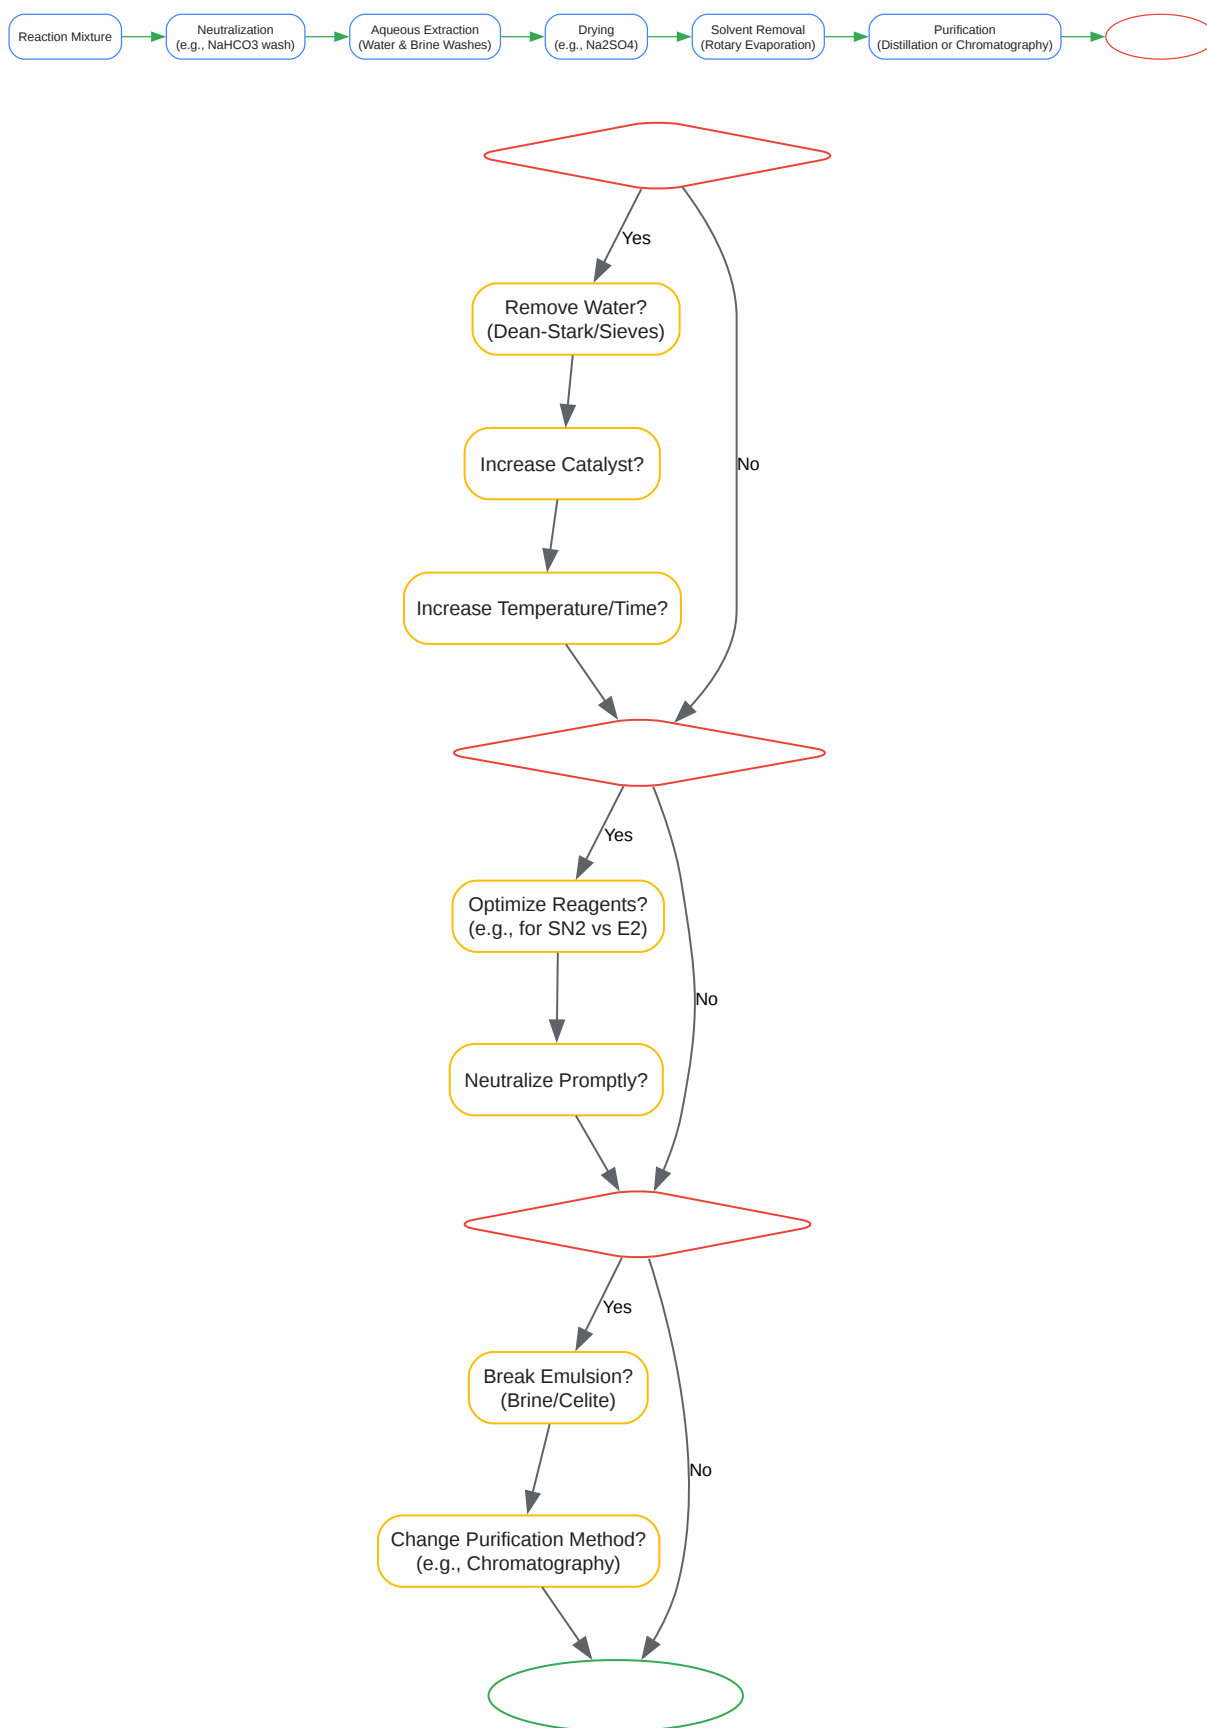 Reaction Mixture
Neutralization
(e.g., NaHCO3 wash)
Aqueous Extraction
(Water & Brine Washes)
Drying
(e.g., Na2SO4)
Solvent Removal
(Rotary Evaporation)
Purification
(Distillation or Chromatography)
Yes
Remove Water?
(Dean-Stark/Sieves)
Increase Catalyst?
No
Increase Temperature/Time?
Yes
Optimize Reagents?
(e.g., for SN2 vs E2)
No
Neutralize Promptly?
Yes
Break Emulsion?
(Brine/Celite)
No
Change Purification Method?
(e.g., Chromatography)